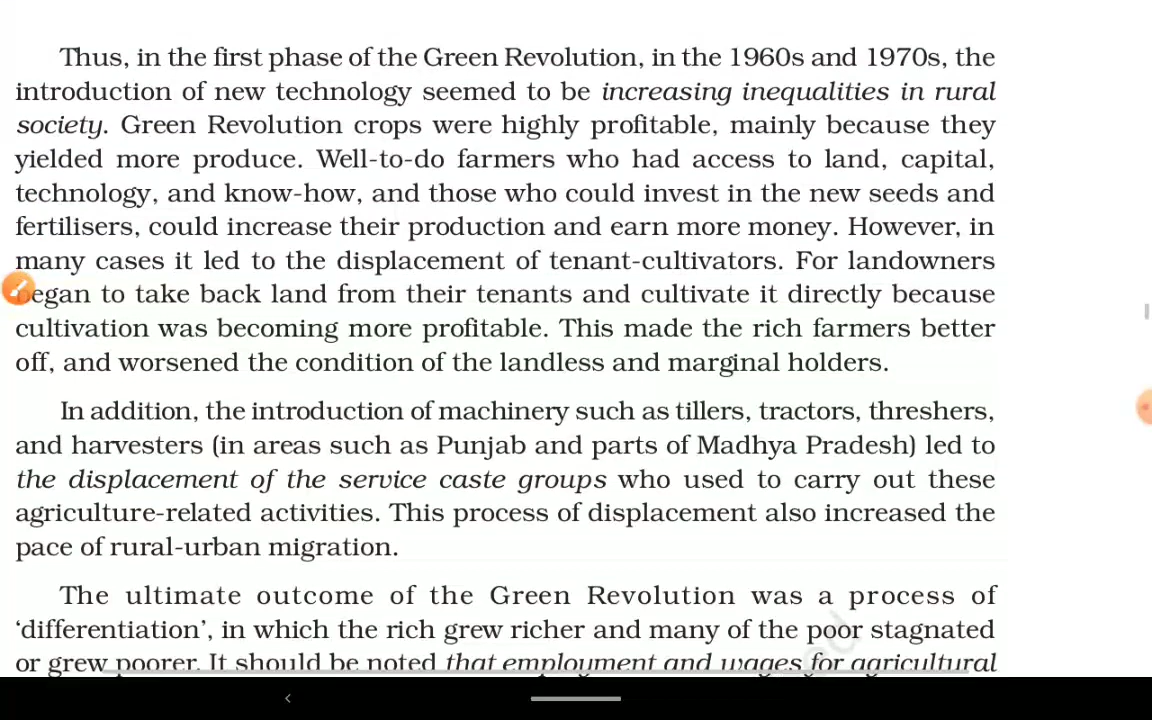 Thus, in the first phase of the Green Revolution, in the 1960s and 1970s, the
introduction of new technology seemed to be increasing inequalities in rural
society. Green Revolution crops were highly profitable, mainly because they
yielded more produce. Well-to-do farmers who had access to land, capital,
technology, and know-how, and those who could invest in the new seeds and
fertilisers, could increase their production and earn more money. However, in
many cases it led to the displacement of tenant-cultivators. For landowners
began to take back land from their tenants and cultivate it directly because
cultivation was becoming more profitable. This made the rich farmers better
off, and worsened the condition of the landless and marginal holders.
In addition, the introduction of machinery such as tillers, tractors, threshers,
and harvesters (in areas such as Punjab and parts of Madhya Pradesh) led to
the displacement of the service caste groups who used to carry out these
agriculture-related activities. This process of displacement also increased the
pace of rural-urban migration.
The ultimate outcome of the Green Revolution was a process of
‘differentiation’, in which the rich grew richer and many of the poor stagnated
or grew poorer. It should be noted that employment and wages for agricultural